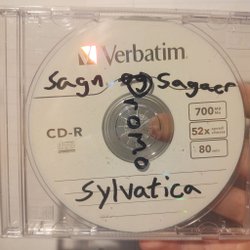 Verbatim
Sagn og Sagaer
Promo
700 MB
CD-R
52x
80 min
Sylvatica